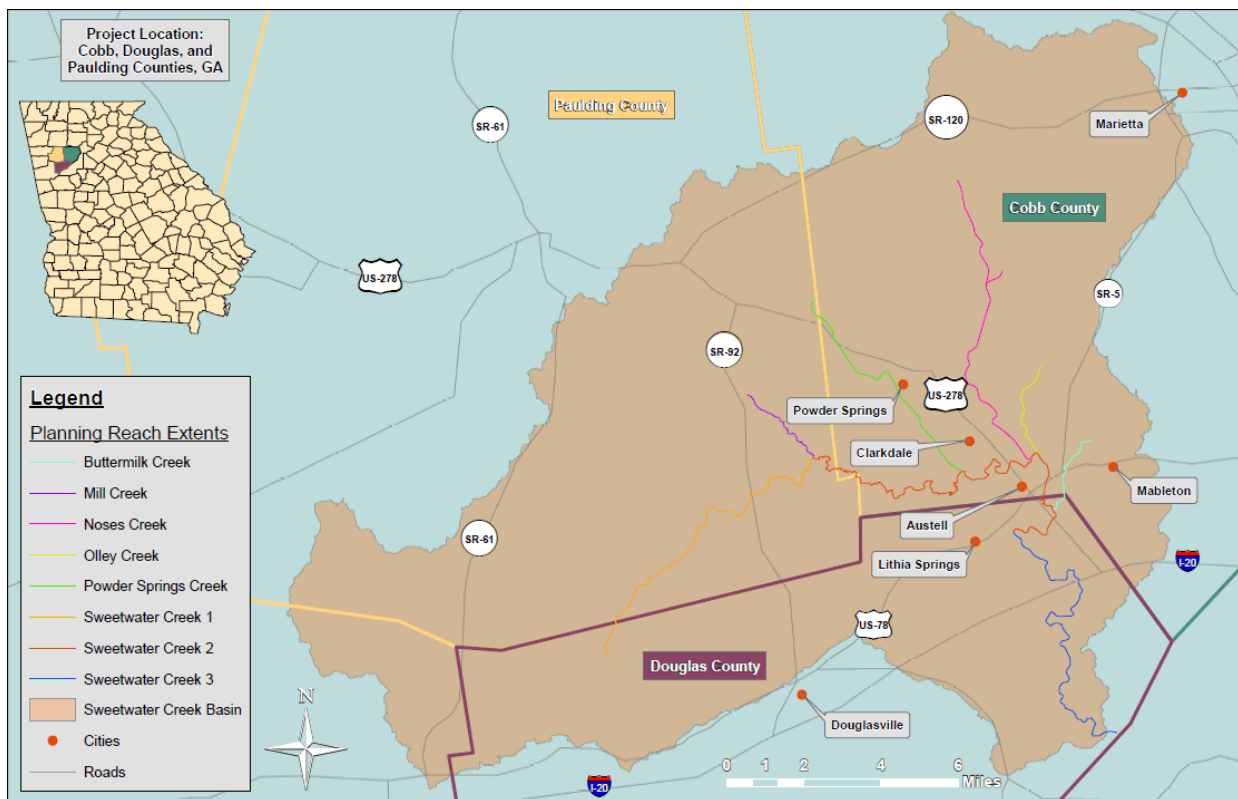 Project Location:
Cobb, Douglas, and
Paulding Counties, GA
Paulding County
SR-61
SR-120
Marietta
Cobb County
US-278
SR-5
SR-92
Powder Springs
US-278
Clarkdale
Mableton
Austell
Lithia Springs
SR-61
I-20
US-78
Douglas County
Douglasville
Legend
Planning Reach Extents
Buttermilk Creek
Mill Creek
Noses Creek
Olley Creek
Powder Springs Creek
Sweetwater Creek 1
Sweetwater Creek 2
Sweetwater Creek 3
Sweetwater Creek Basin
Cities
Roads
N
I-20
0 1 2 4 6
Miles